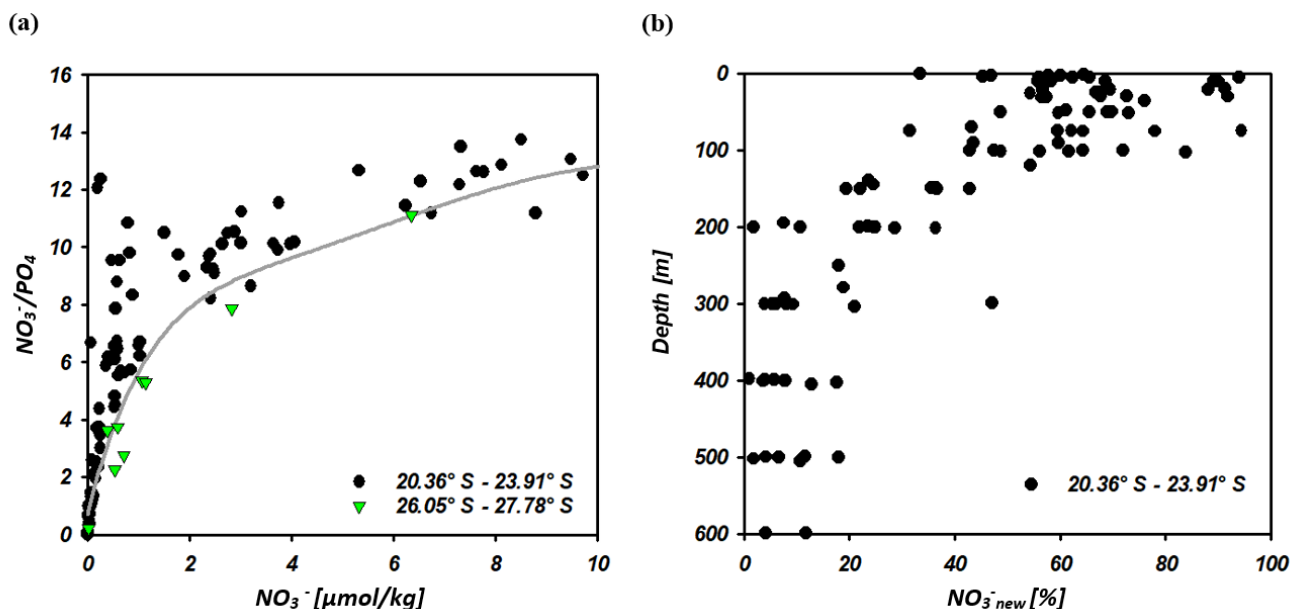 (a)
16
14
12
10
8
6
4
2
0
NO₃⁻/PO₄
20.36° S - 23.91° S
26.05° S - 27.78° S
0 2 4 6 8 10
NO₃⁻ [µmol/kg]
(b)
0
100
200
300
400
500
600
Depth [m]
20.36° S - 23.91° S
0 20 40 60 80 100
NO₃⁻new [%]